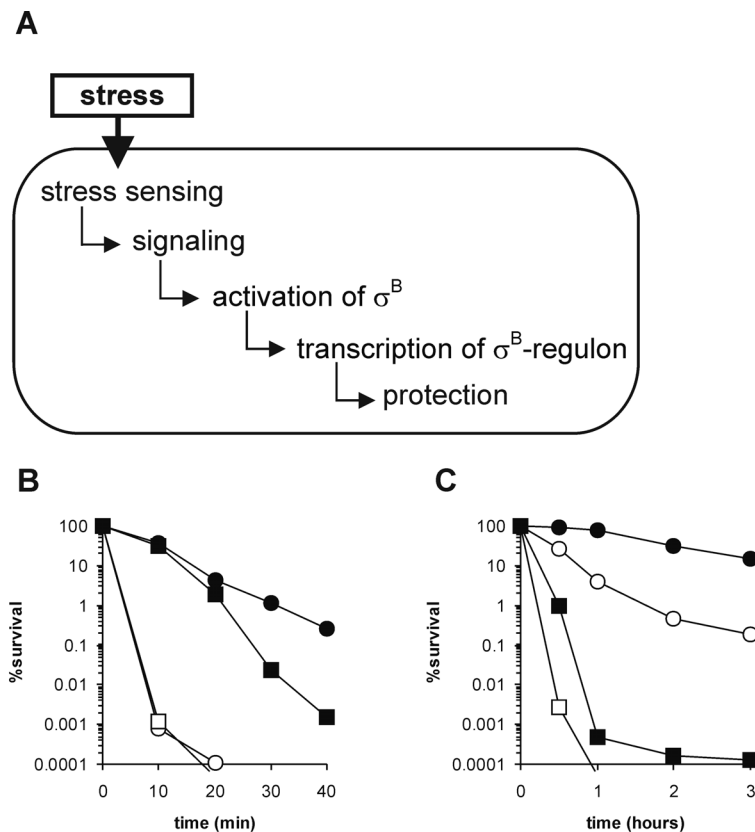 A
stress
stress sensing
signaling
activation of σB
transcription of σB-regulon
protection
B
%survival
100
10
1
0.1
0.01
0.001
0.0001
0 10 20 30 40
time (min)
C
%survival
100
10
1
0.1
0.01
0.001
0.0001
0 1 2 3
time (hours)